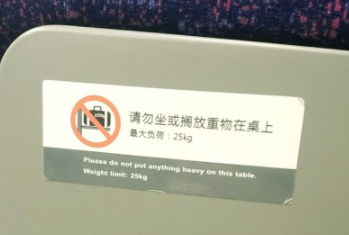 请勿坐或搁放重物在桌上
最大负荷：25kg
Please do not put anything heavy on this table.
Weight limit: 25kg